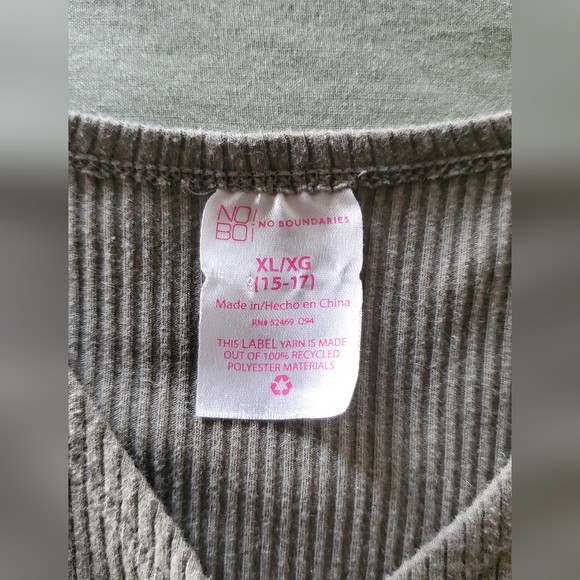 NO!
BO¡ NO BOUNDARIES
XL/XG
(15-17)
Made in/Hecho en China
RN# 52469 O94
THIS LABEL YARN IS MADE
OUT OF 100% RECYCLED
POLYESTER MATERIALS